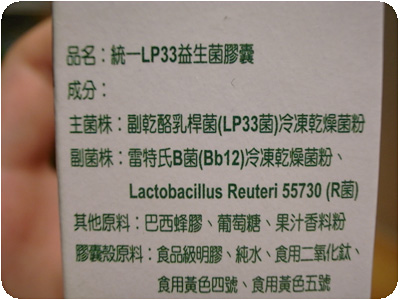 品名：統一LP33益生菌膠囊
成分：
主菌株：副乾酪乳桿菌(LP33菌)冷凍乾燥菌粉
副菌株：雷特氏B菌(Bb12)冷凍乾燥菌粉、
Lactobacillus Reuteri 55730 (R菌)
其他原料：巴西蜂膠、葡萄糖、果汁香料粉
膠囊殼原料：食品級明膠、純水、食用二氧化鈦、
食用黃色四號、食用黃色五號